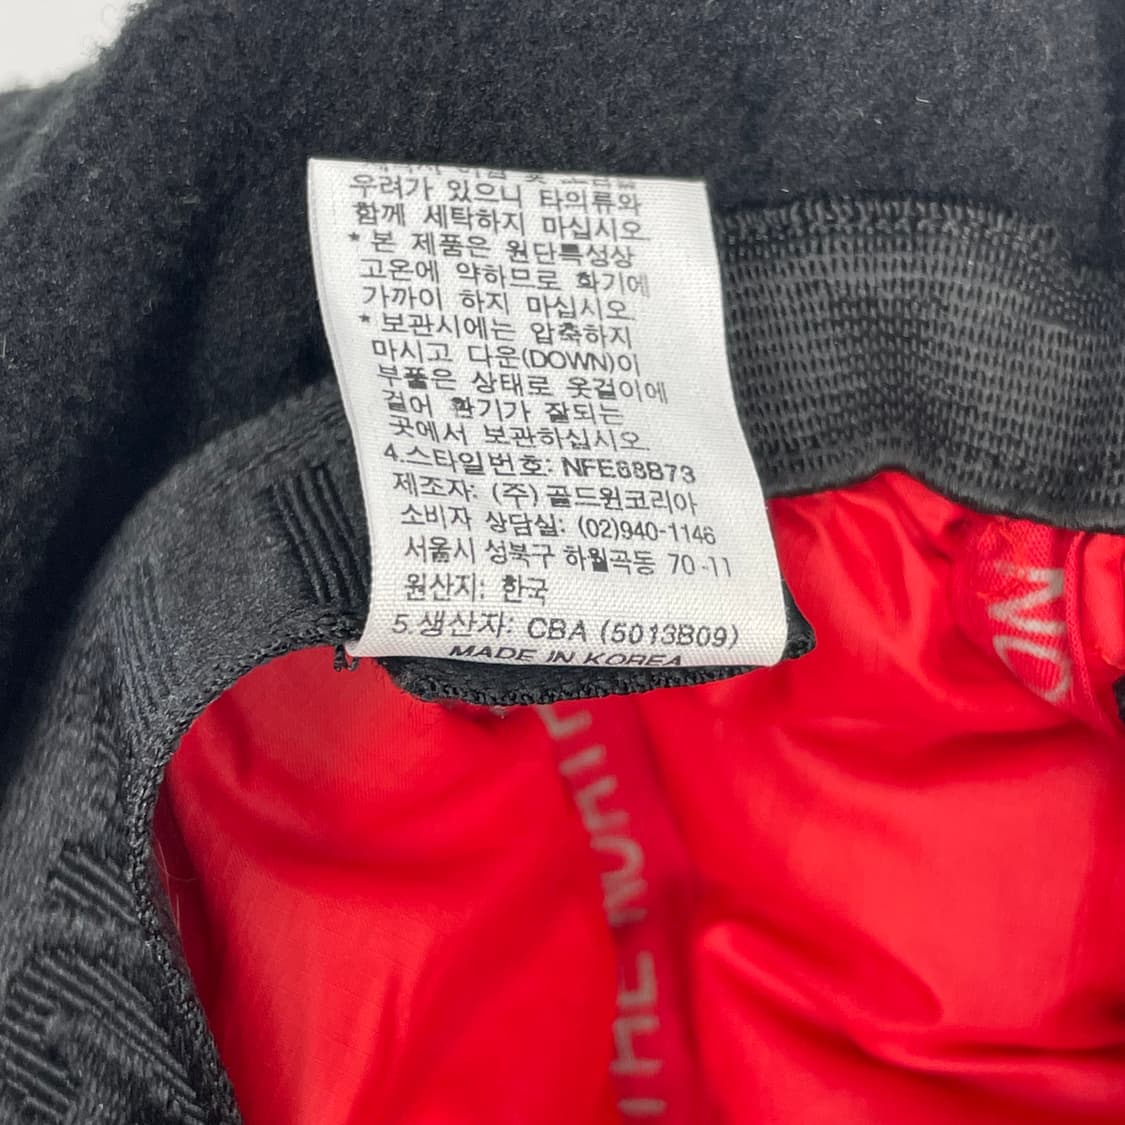 우려가 있으니 타의류와
함께 세탁하지 마십시오.
* 본 제품은 원단특성상
고온에 약하므로 화기에
가까이 하지 마십시오.
* 보관시에는 압축하지
마시고 다운(DOWN)이
부풀은 상태로 옷걸이에
걸어 환기가 잘되는
곳에서 보관하십시오.
4.스타일번호: NFE68B73
제조자: (주)골드윈코리아
소비자 상담실: (02)940-1146
서울시 성북구 하월곡동 70-11
원산지: 한국
5.생산자: CBA (5013B09)
MADE IN KOREA
THE NORTH
ND